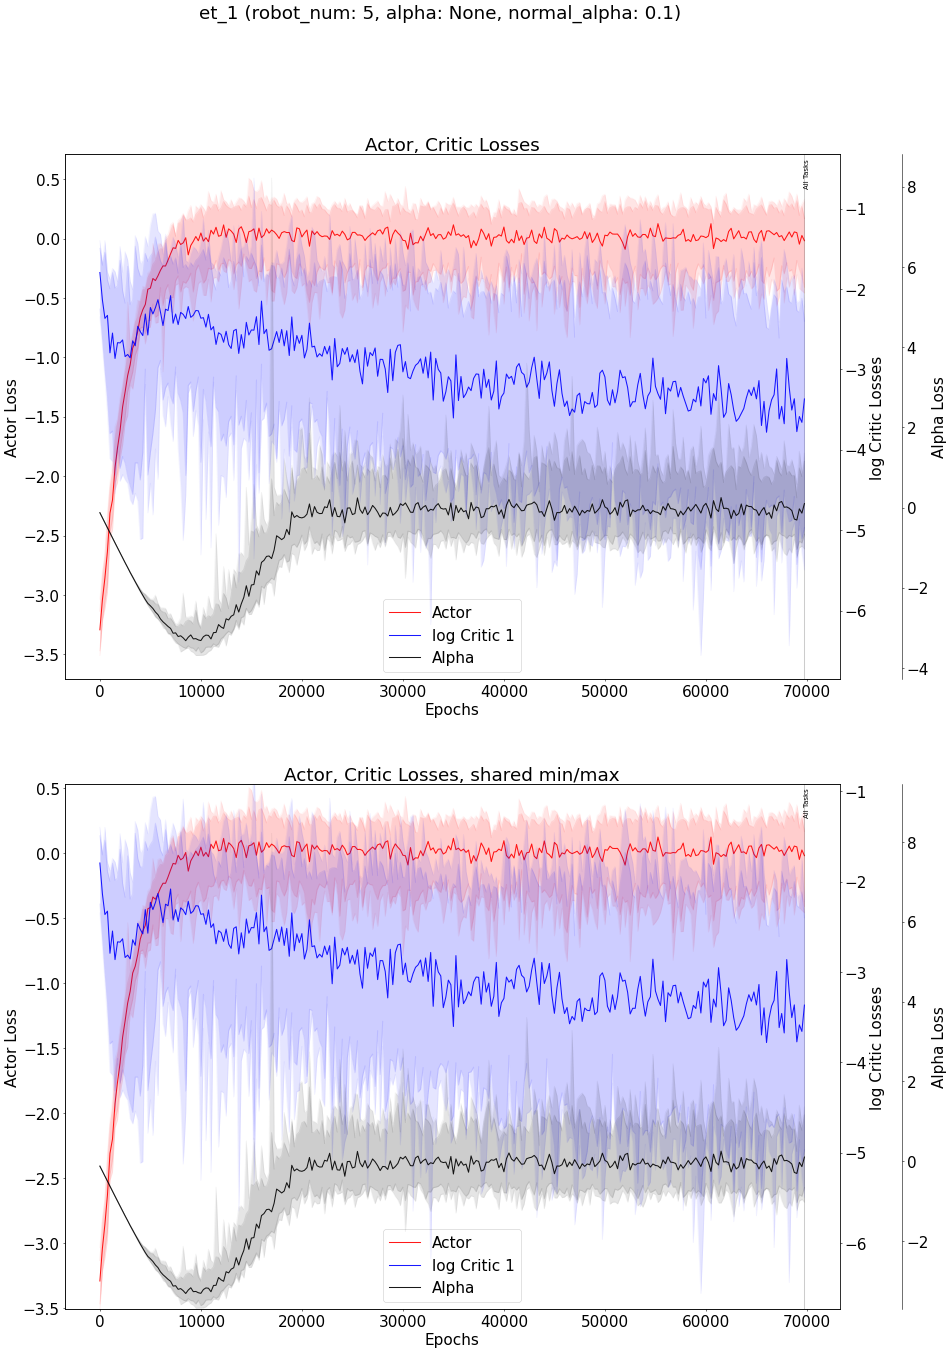 et_1 (robot_num: 5, alpha: None, normal_alpha: 0.1)
Actor, Critic Losses
All Tasks
0.5
0.0
−0.5
−1.0
−1.5
−2.0
−2.5
−3.0
−3.5
Actor Loss
−1
−2
−3
−4
−5
−6
log Critic Losses
8
6
4
2
0
−2
−4
Alpha Loss
Actor
log Critic 1
Alpha
0 10000 20000 30000 40000 50000 60000 70000
Epochs
Actor, Critic Losses, shared min/max
All Tasks
0.5
0.0
−0.5
−1.0
−1.5
−2.0
−2.5
−3.0
−3.5
Actor Loss
−1
−2
−3
−4
−5
−6
log Critic Losses
8
6
4
2
0
−2
Alpha Loss
Actor
log Critic 1
Alpha
0 10000 20000 30000 40000 50000 60000 70000
Epochs